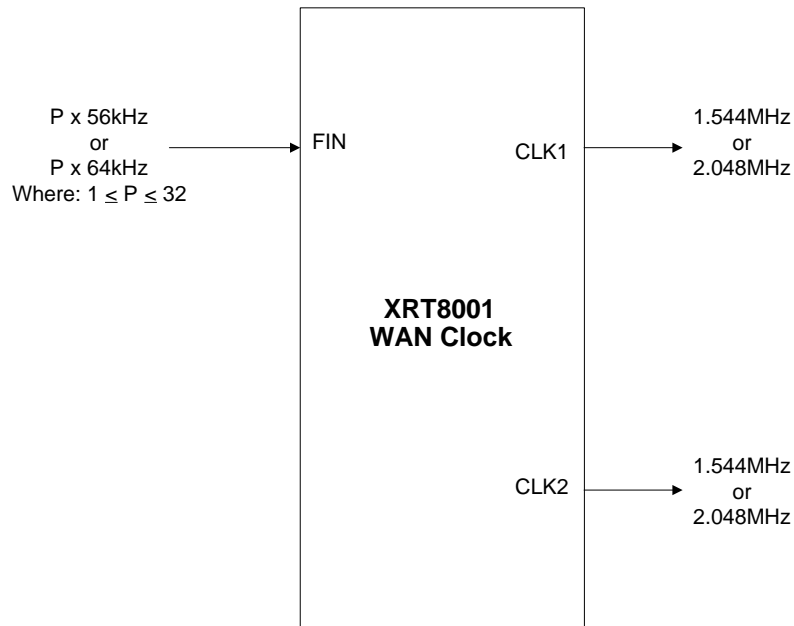 P x 56kHz
or
P x 64kHz
Where: 1 ≤ P ≤ 32
FIN
CLK1
1.544MHz
or
2.048MHz
XRT8001
WAN Clock
CLK2
1.544MHz
or
2.048MHz